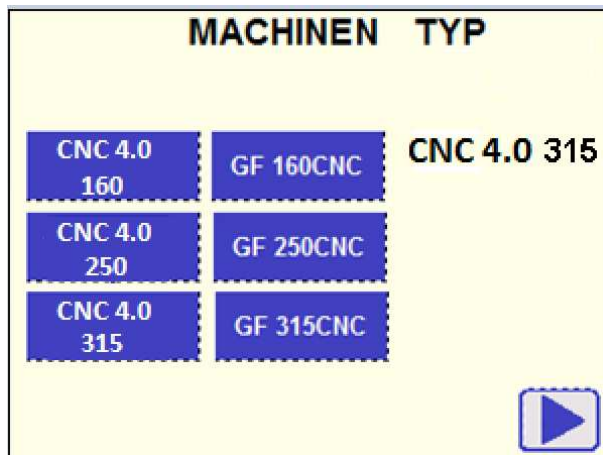 MACHINEN TYP
CNC 4.0
160
GF 160CNC
CNC 4.0 315
CNC 4.0
250
GF 250CNC
CNC 4.0
315
GF 315CNC